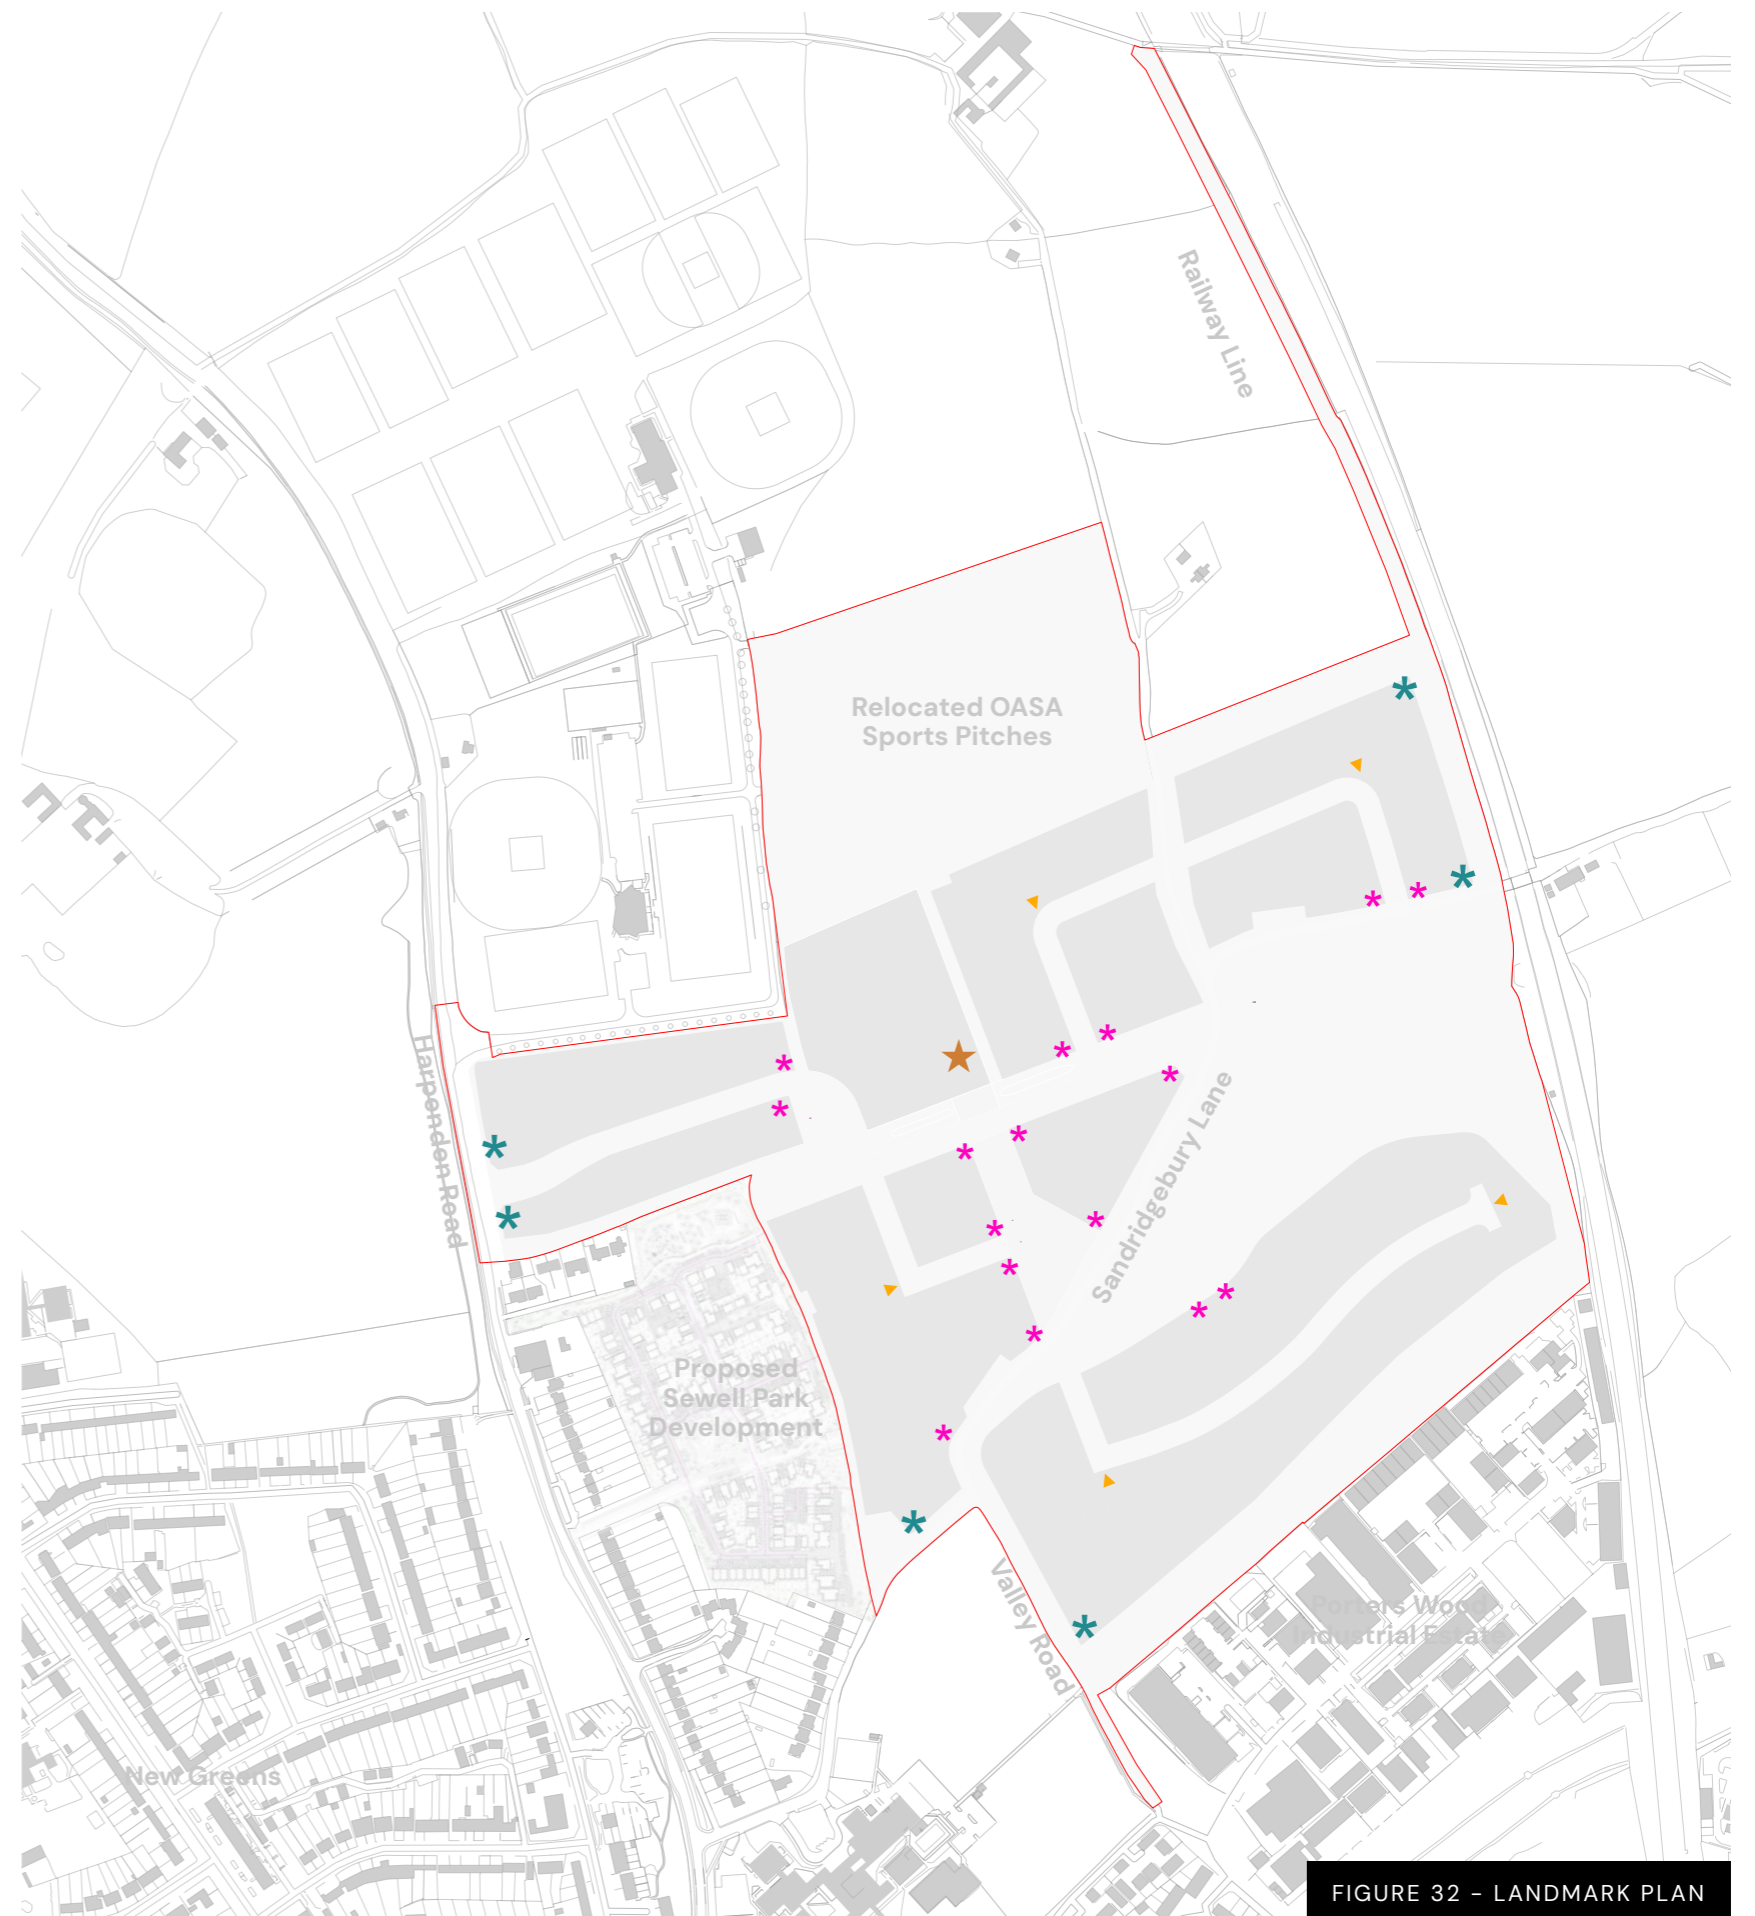 Railway Line
Relocated OASA
Sports Pitches
Harpondon Road
Sandridgebury Lane
Proposed
Sewell Park
Development
Valley Road
Porters Wood
Industrial Estate
New Greens
FIGURE 32 - LANDMARK PLAN